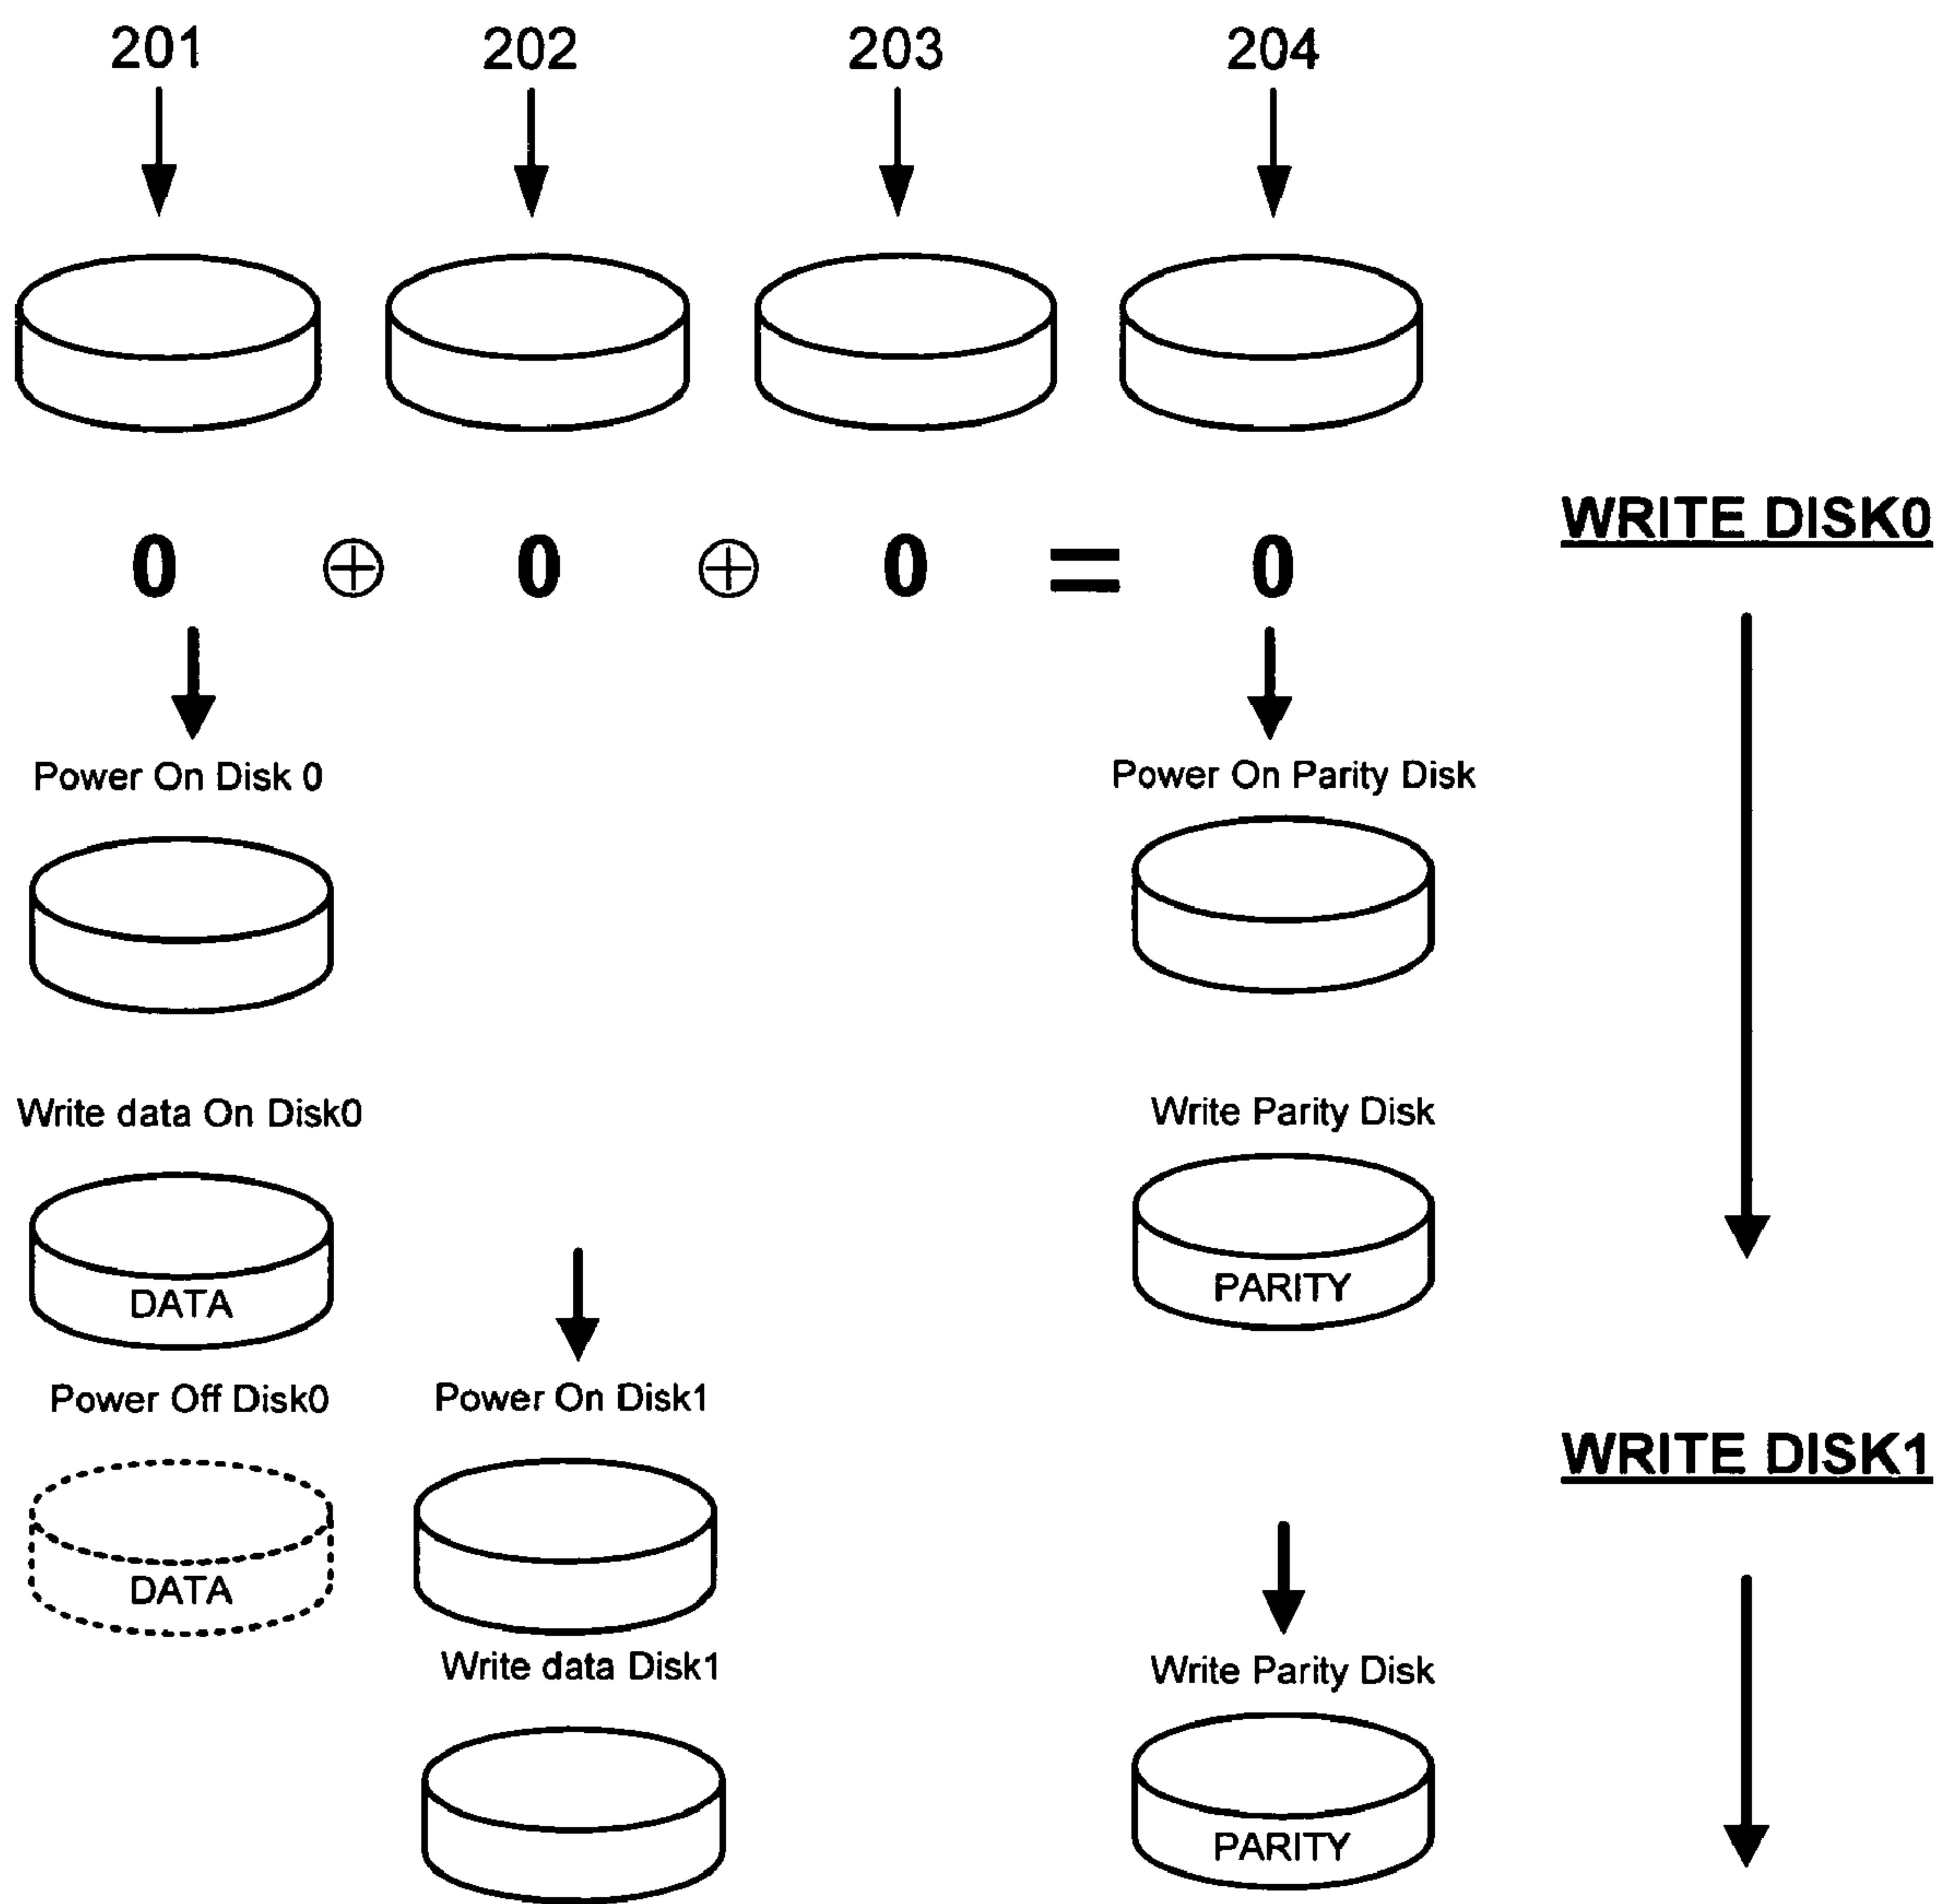 201 202 203 204
WRITE DISK0
0 ⊕ 0 ⊕ 0 = 0
Power On Disk 0 Power On Parity Disk
Write data On Disk0 Write Parity Disk
DATA PARITY
Power Off Disk0 Power On Disk1
WRITE DISK1
DATA
Write data Disk1 Write Parity Disk
PARITY